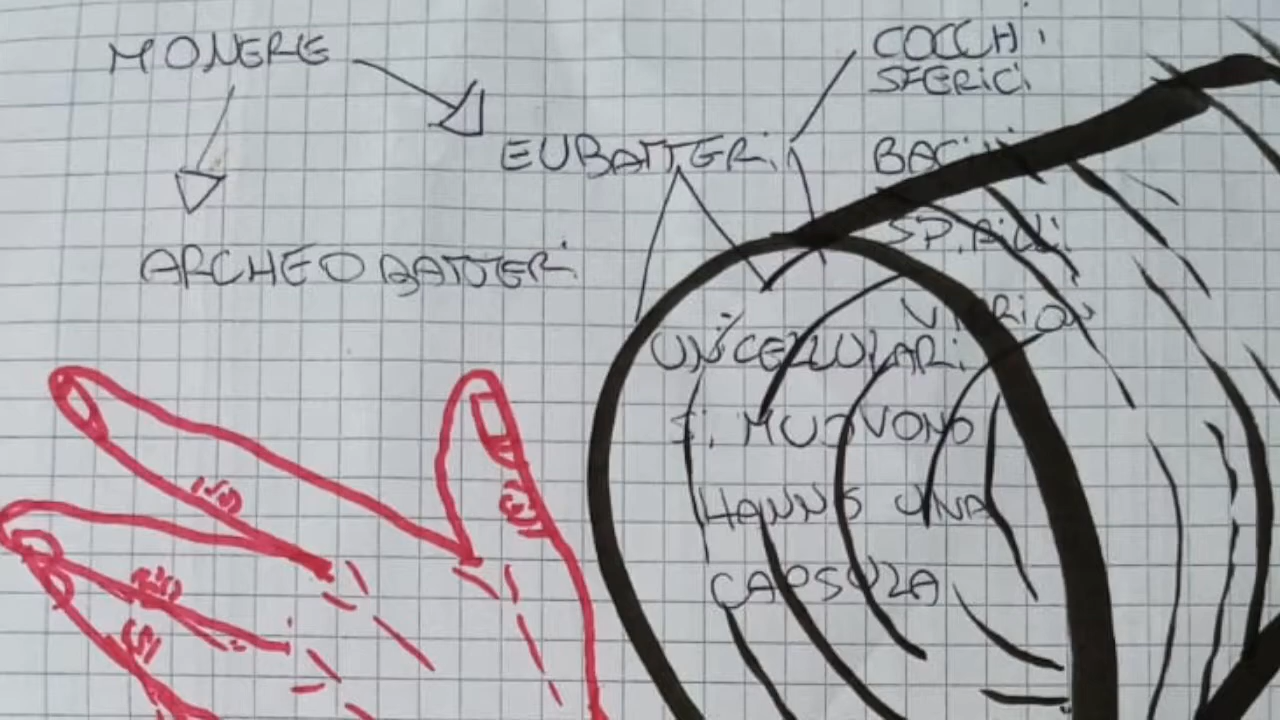 MONERE
COCCHI
SFERICI
EUBATTERI
BACILLI
SPIRILLI
ARCHEOBATTERI
VIBRIONI
UNICELLULARI
SI MUOVONO
HANNO UNA
CAPSULA